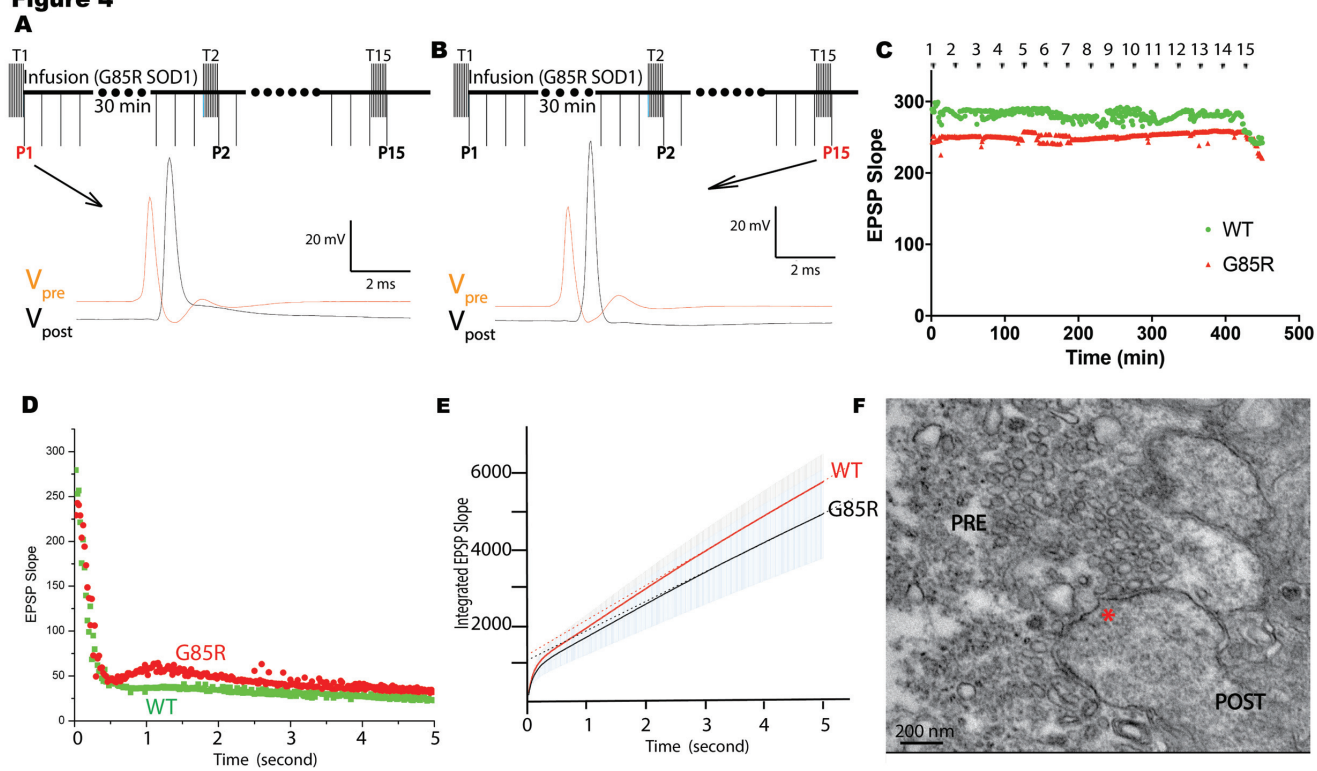 Figure 4
A
T1
T2
T15
Infusion (G85R SOD1)
30 min
P1
P2
P15
20 mV
2 ms
Vpre
Vpost
B
T1
T2
T15
Infusion (G85R SOD1)
30 min
P1
P2
P15
20 mV
2 ms
Vpre
Vpost
C
1 2 3 4 5 6 7 8 9 10 11 12 13 14 15
EPSP Slope
300
200
100
0
WT
G85R
0 100 200 300 400 500
Time (min)
D
EPSP Slope
300
250
200
150
100
50
0
G85R
WT
0 1 2 3 4 5
Time (second)
E
Integrated EPSP Slope
6000
4000
2000
WT
G85R
0 1 2 3 4 5
Time (second)
F
PRE
*
POST
200 nm